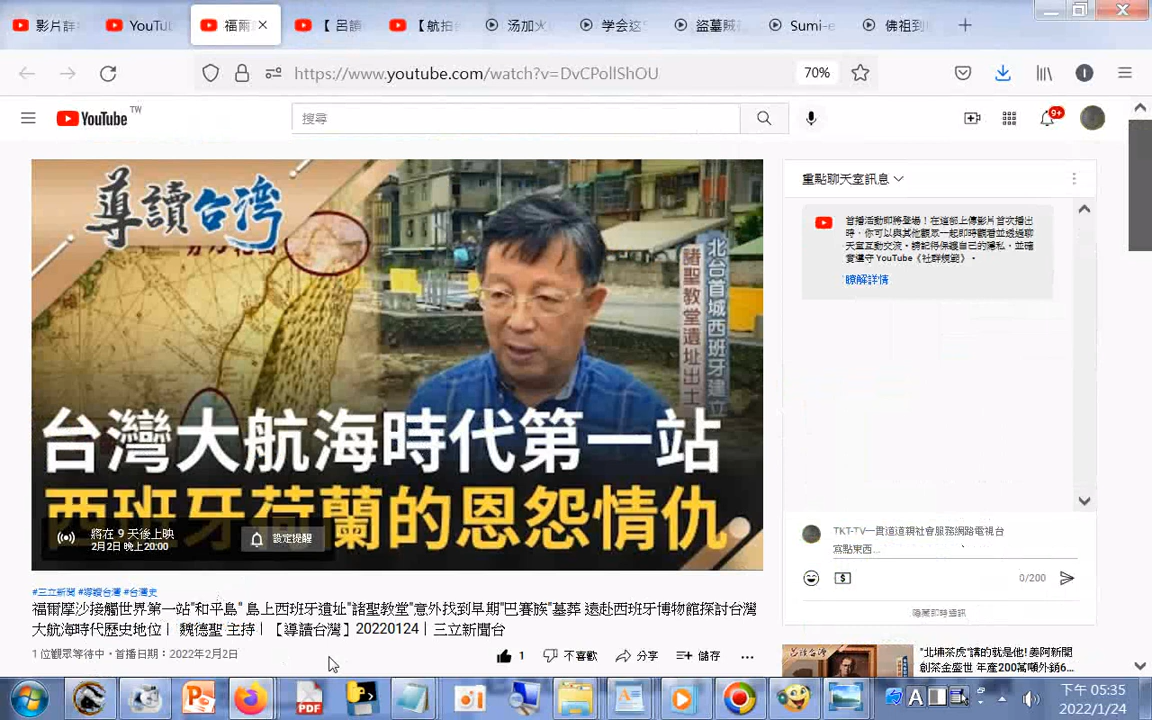 影片詳
YouTu
福爾
【 呂讀
【航拍
汤加火
学会这
盜墓賊
Sumi-e
佛祖到
https://www.youtube.com/watch?v=DvCPollShOU
70%
YouTube TW
搜尋
9+
導讀台灣
北台首城西班牙建立
諸聖教堂遺址出土
台灣大航海時代第一站
西班牙荷蘭的恩怨情仇
將在 9 天後上映
2月2日 晚上20:00
設定提醒
重點聊天室訊息
首播活動即將登場！在這部上傳影片首次播出
時，你可以與其他觀眾一起即時觀看並透過聊
天室互動交流。請記得保護自己的隱私，並確
實遵守 YouTube《社群規範》。
瞭解詳情
TKT-TV一貫道道親社會服務網路電視台
寫點東西...
0/200
隱藏即時通訊
#三立新聞 #導讀台灣 #台灣史
福爾摩沙接觸世界第一站"和平島" 島上西班牙遺址"諸聖教堂"意外找到早期"巴賽族"墓葬 遠赴西班牙博物館探討台灣
大航海時代歷史地位｜ 魏德聖 主持｜【導讀台灣】20220124｜三立新聞台
1 位觀眾等待中 • 首播日期：2022年2月2日
1
不喜歡
分享
儲存
"北埔茶虎"講的就是他! 姜阿新開
創茶金盛世 年產200萬噸外銷6...
PDF
下午 05:35
2022/1/24